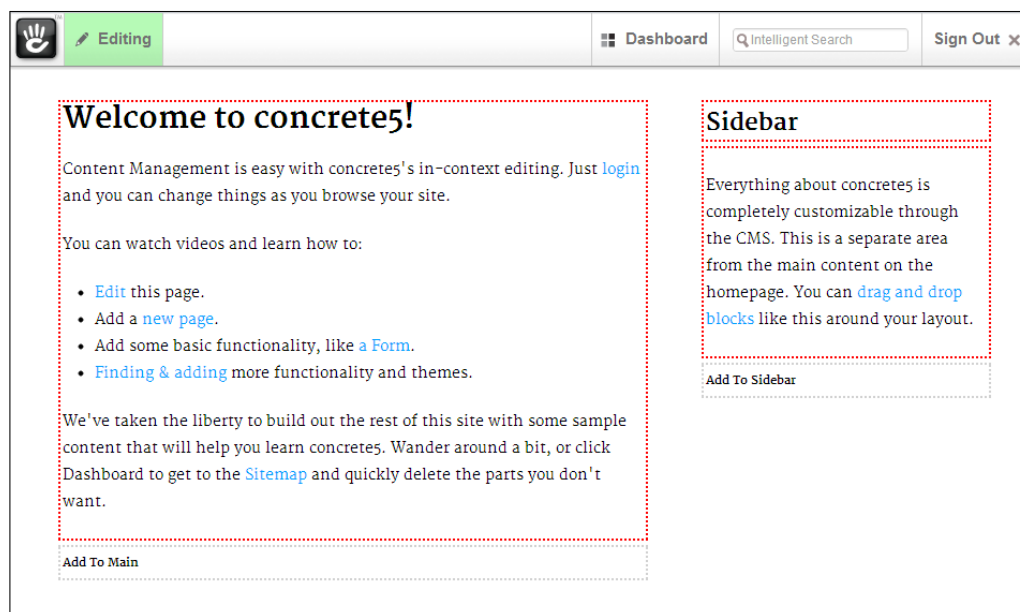 Editing
Dashboard
Intelligent Search
Sign Out
Welcome to concrete5!
Content Management is easy with concrete5's in-context editing. Just login
and you can change things as you browse your site.
You can watch videos and learn how to:
Edit this page.
Add a new page.
Add some basic functionality, like a Form.
Finding & adding more functionality and themes.
We've taken the liberty to build out the rest of this site with some sample
content that will help you learn concrete5. Wander around a bit, or click
Dashboard to get to the Sitemap and quickly delete the parts you don't
want.
Add To Main
Sidebar
Everything about concrete5 is
completely customizable through
the CMS. This is a separate area
from the main content on the
homepage. You can drag and drop
blocks like this around your layout.
Add To Sidebar